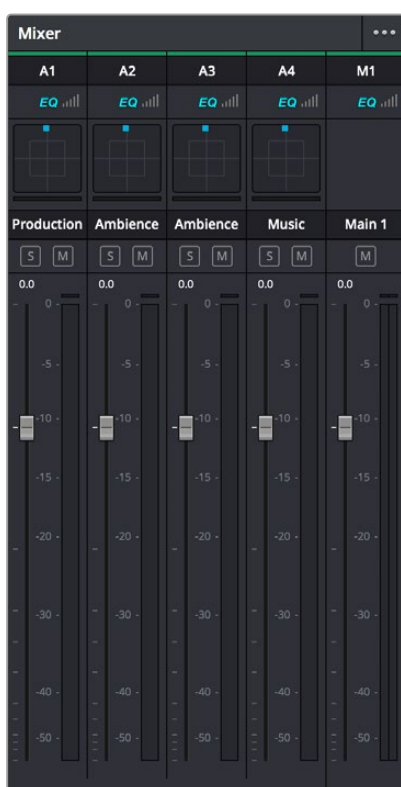 Mixer
A1 A2 A3 A4 M1
EQ EQ EQ EQ EQ
Production Ambience Ambience Music Main 1
S M S M S M S M M
0.0 0.0 0.0 0.0 0.0
0 0 0 0 0
-5 -5 -5 -5 -5
-10 -10 -10 -10 -10
-15 -15 -15 -15 -15
-20 -20 -20 -20 -20
-30 -30 -30 -30 -30
-40 -40 -40 -40 -40
-50 -50 -50 -50 -50